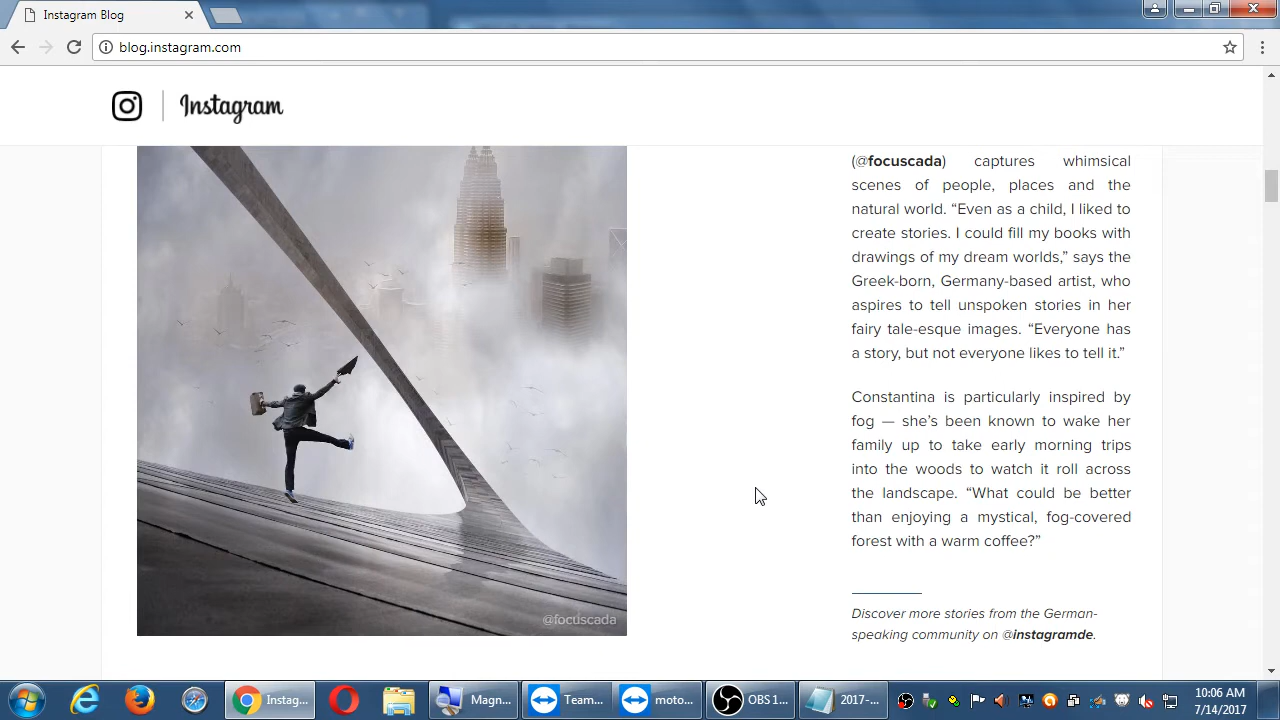 Instagram Blog
blog.instagram.com
Instagram
(@focuscada) captures whimsical
scenes of people, places and the
natural world. “Even as a child, I liked to
create stories. I could fill my books with
drawings of my dream worlds,” says the
Greek-born, Germany-based artist, who
aspires to tell unspoken stories in her
fairy tale-esque images. “Everyone has
a story, but not everyone likes to tell it.”
Constantina is particularly inspired by
fog — she’s been known to wake her
family up to take early morning trips
into the woods to watch it roll across
the landscape. “What could be better
than enjoying a mystical, fog-covered
forest with a warm coffee?”
@focuscada
Discover more stories from the German-
speaking community on @instagramde.
Instag...
Magn...
Team...
moto...
OBS 1...
2017-...
10:06 AM
7/14/2017